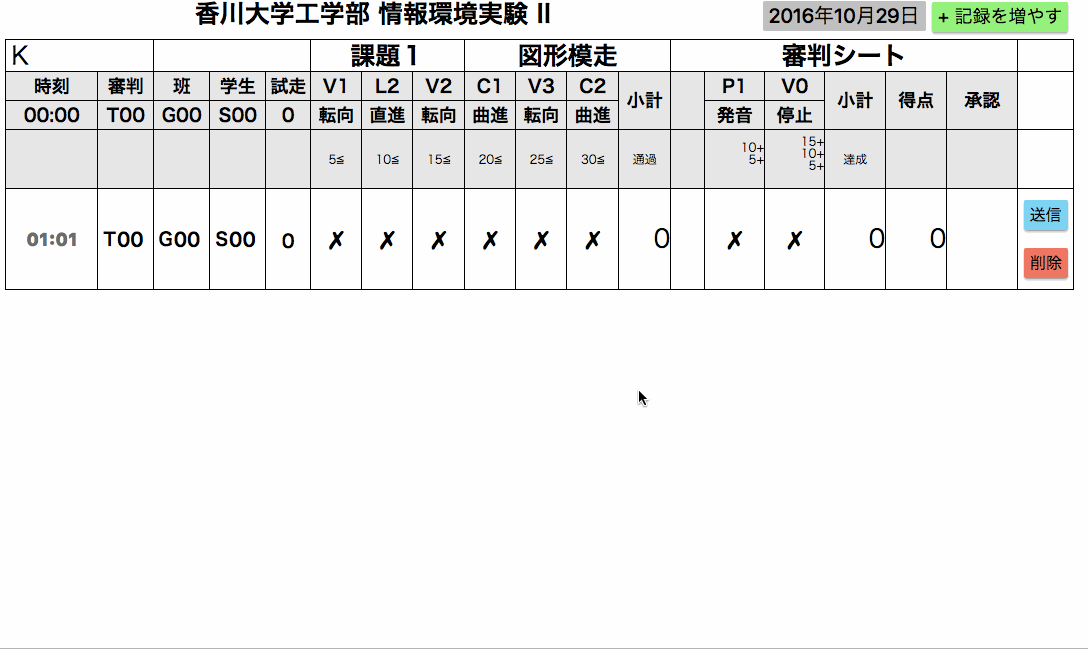 香川大学工学部 情報環境実験 II 2016年10月29日 + 記録を増やす
K 課題1 図形模走 審判シート
時刻 審判 班 学生 試走 V1 L2 V2 C1 V3 C2 小計 P1 V0 小計 得点 承認
00:00 T00 G00 S00 0 転向 直進 転向 曲進 転向 曲進 発音 停止
5≦ 10≦ 15≦ 20≦ 25≦ 30≦ 通過 10+ 5+ 15+ 10+ 5+ 達成
01:01 T00 G00 S00 0 ✗ ✗ ✗ ✗ ✗ ✗ 0 ✗ ✗ 0 0 送信
削除